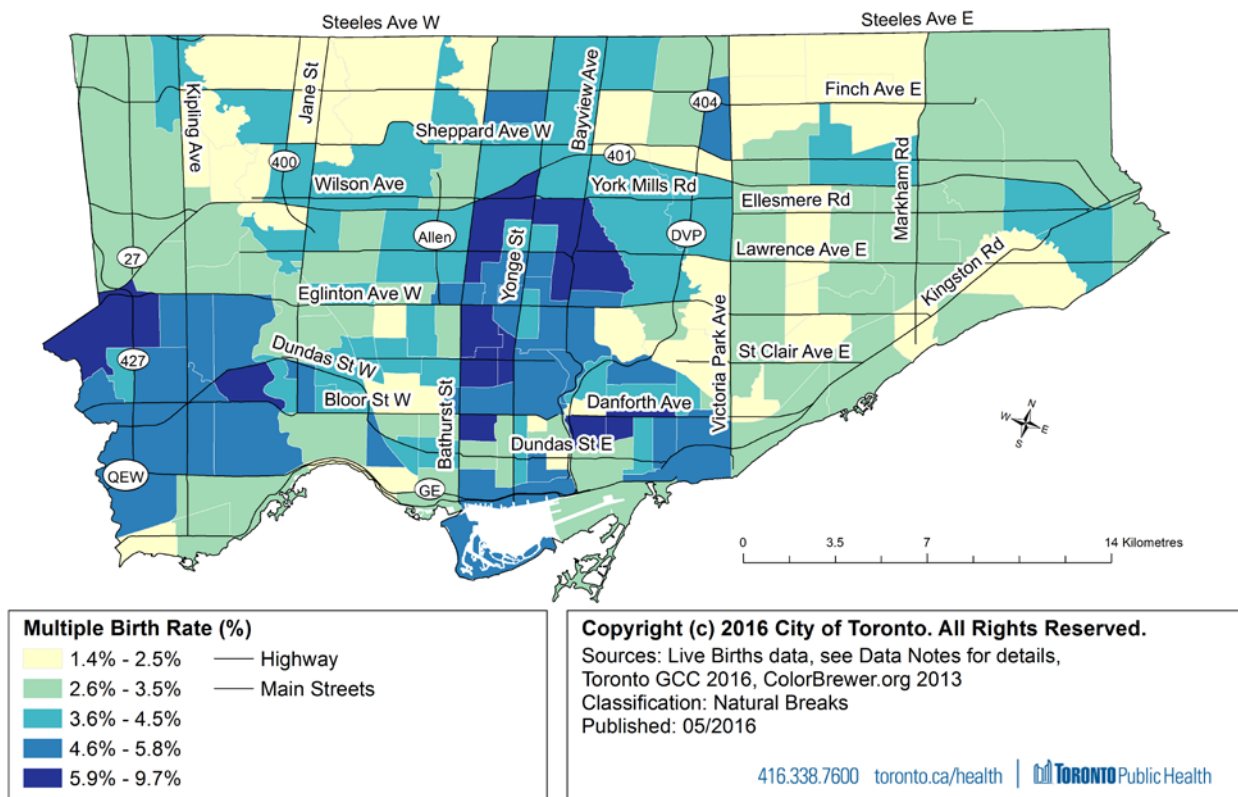 Steeles Ave W
Steeles Ave E
Kipling Ave
Jane St
Bayview Ave
404
Finch Ave E
Sheppard Ave W
400
401
Markham Rd
Wilson Ave
York Mills Rd
Ellesmere Rd
Allen
DVP
Lawrence Ave E
27
Yonge St
Kingston Rd
Eglinton Ave W
427
Dundas St W
Victoria Park Ave
St Clair Ave E
Bathurst St
Bloor St W
Danforth Ave
Dundas St E
QEW
GE
N
W
E
S
0
3.5
7
14 Kilometres
Multiple Birth Rate (%)
1.4% - 2.5%
Highway
2.6% - 3.5%
Main Streets
3.6% - 4.5%
4.6% - 5.8%
5.9% - 9.7%
Copyright (c) 2016 City of Toronto. All Rights Reserved.
Sources: Live Births data, see Data Notes for details,
Toronto GCC 2016, ColorBrewer.org 2013
Classification: Natural Breaks
Published: 05/2016
416.338.7600 toronto.ca/health
TORONTO Public Health